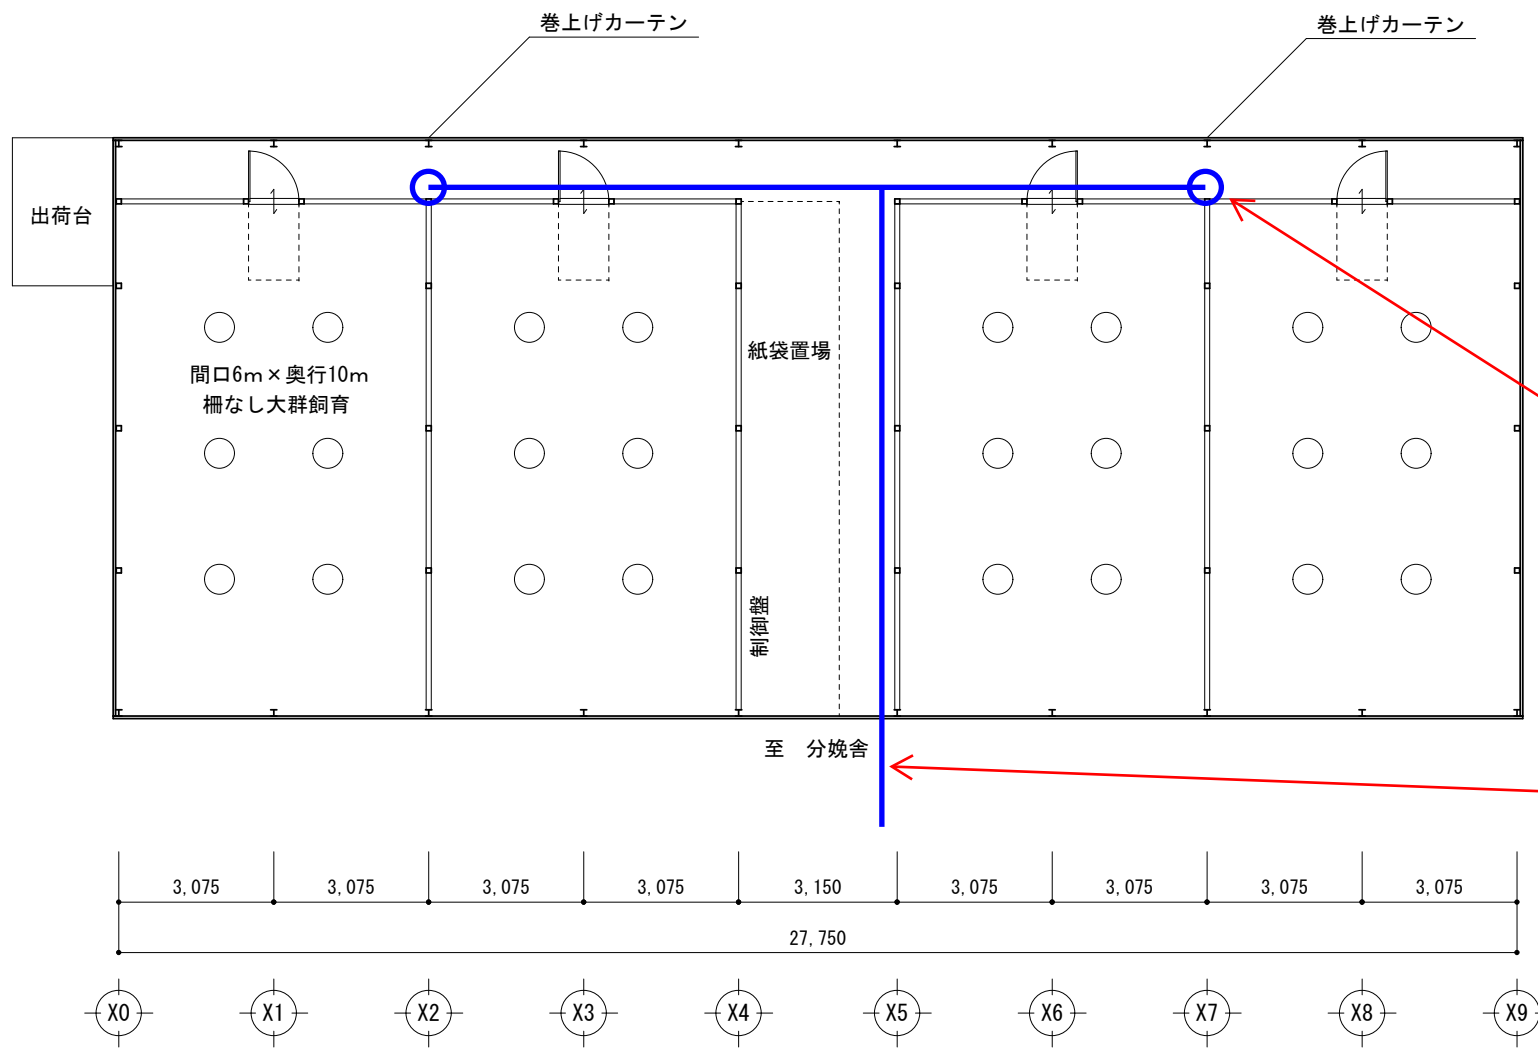 巻上げカーテン
巻上げカーテン
出荷台
紙袋置場
間口6m×奥行10m
柵なし大群飼育
制御盤
至　分娩舎
3,075
3,075
3,075
3,075
3,150
3,075
3,075
3,075
3,075
27,750
X0
X1
X2
X3
X4
X5
X6
X7
X8
X9